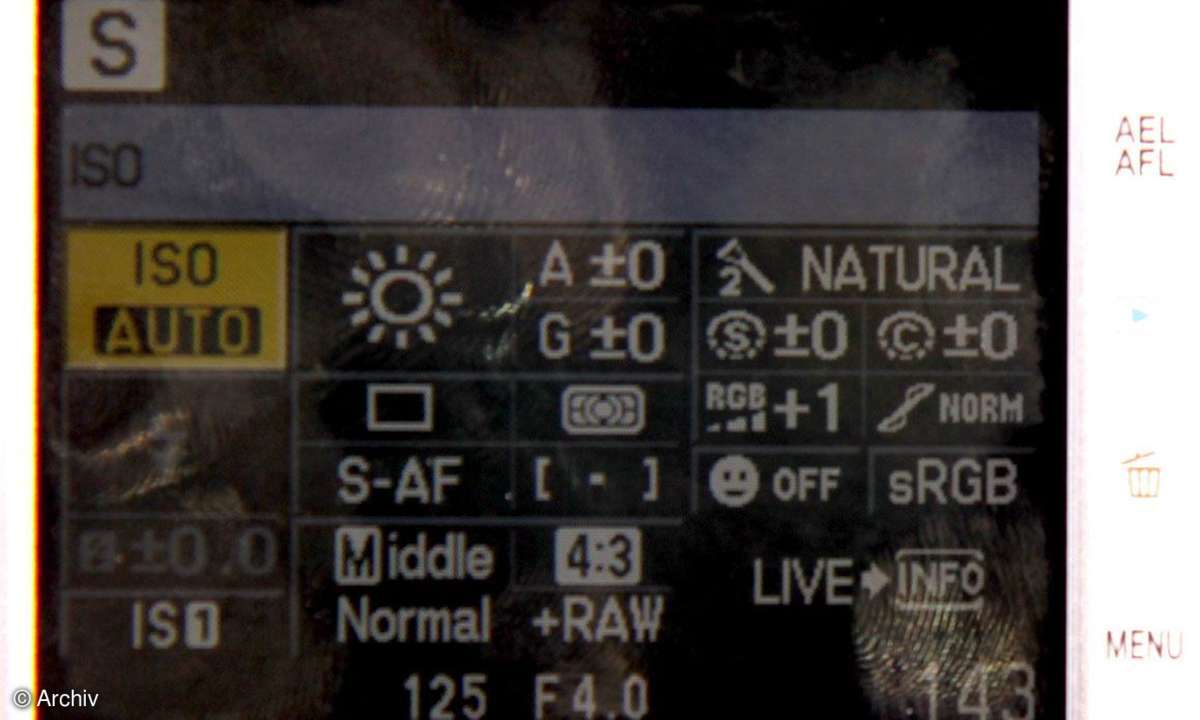 S
ISO
ISO
AUTO
A ±0
G ±0
2 NATURAL
S ±0 C ±0
RGB +1 NORM
S-AF [ - ] OFF sRGB
±0.0
Middle 4:3
LIVE INFO
IS 1
Normal +RAW
125 F4.0 143
AEL
AFL
MENU
© Archiv